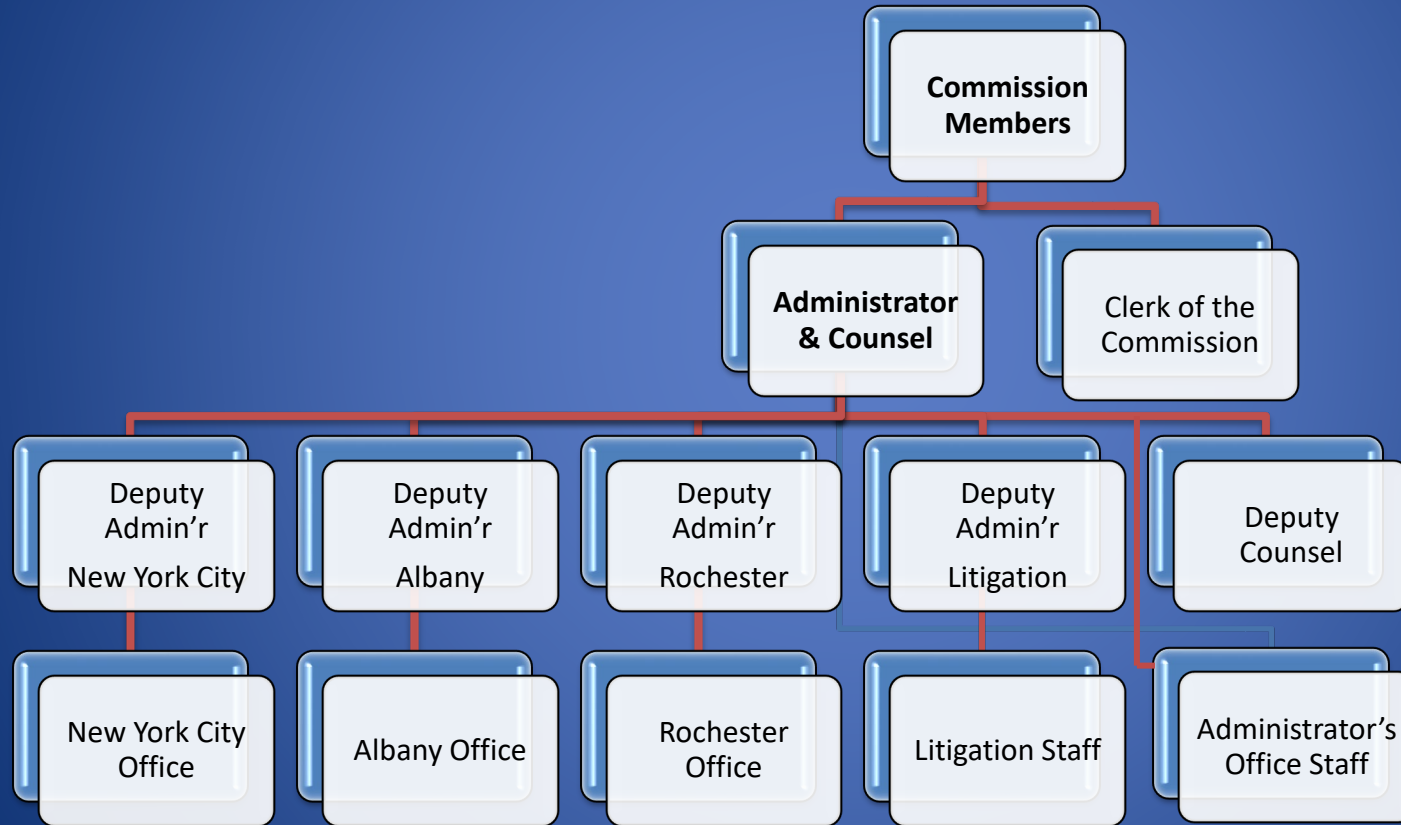 Commission
Members
Administrator
& Counsel
Clerk of the
Commission
Deputy
Admin’r
New York City
Deputy
Admin’r
Albany
Deputy
Admin’r
Rochester
Deputy
Admin’r
Litigation
Deputy
Counsel
New York City
Office
Albany Office
Rochester
Office
Litigation Staff
Administrator’s
Office Staff